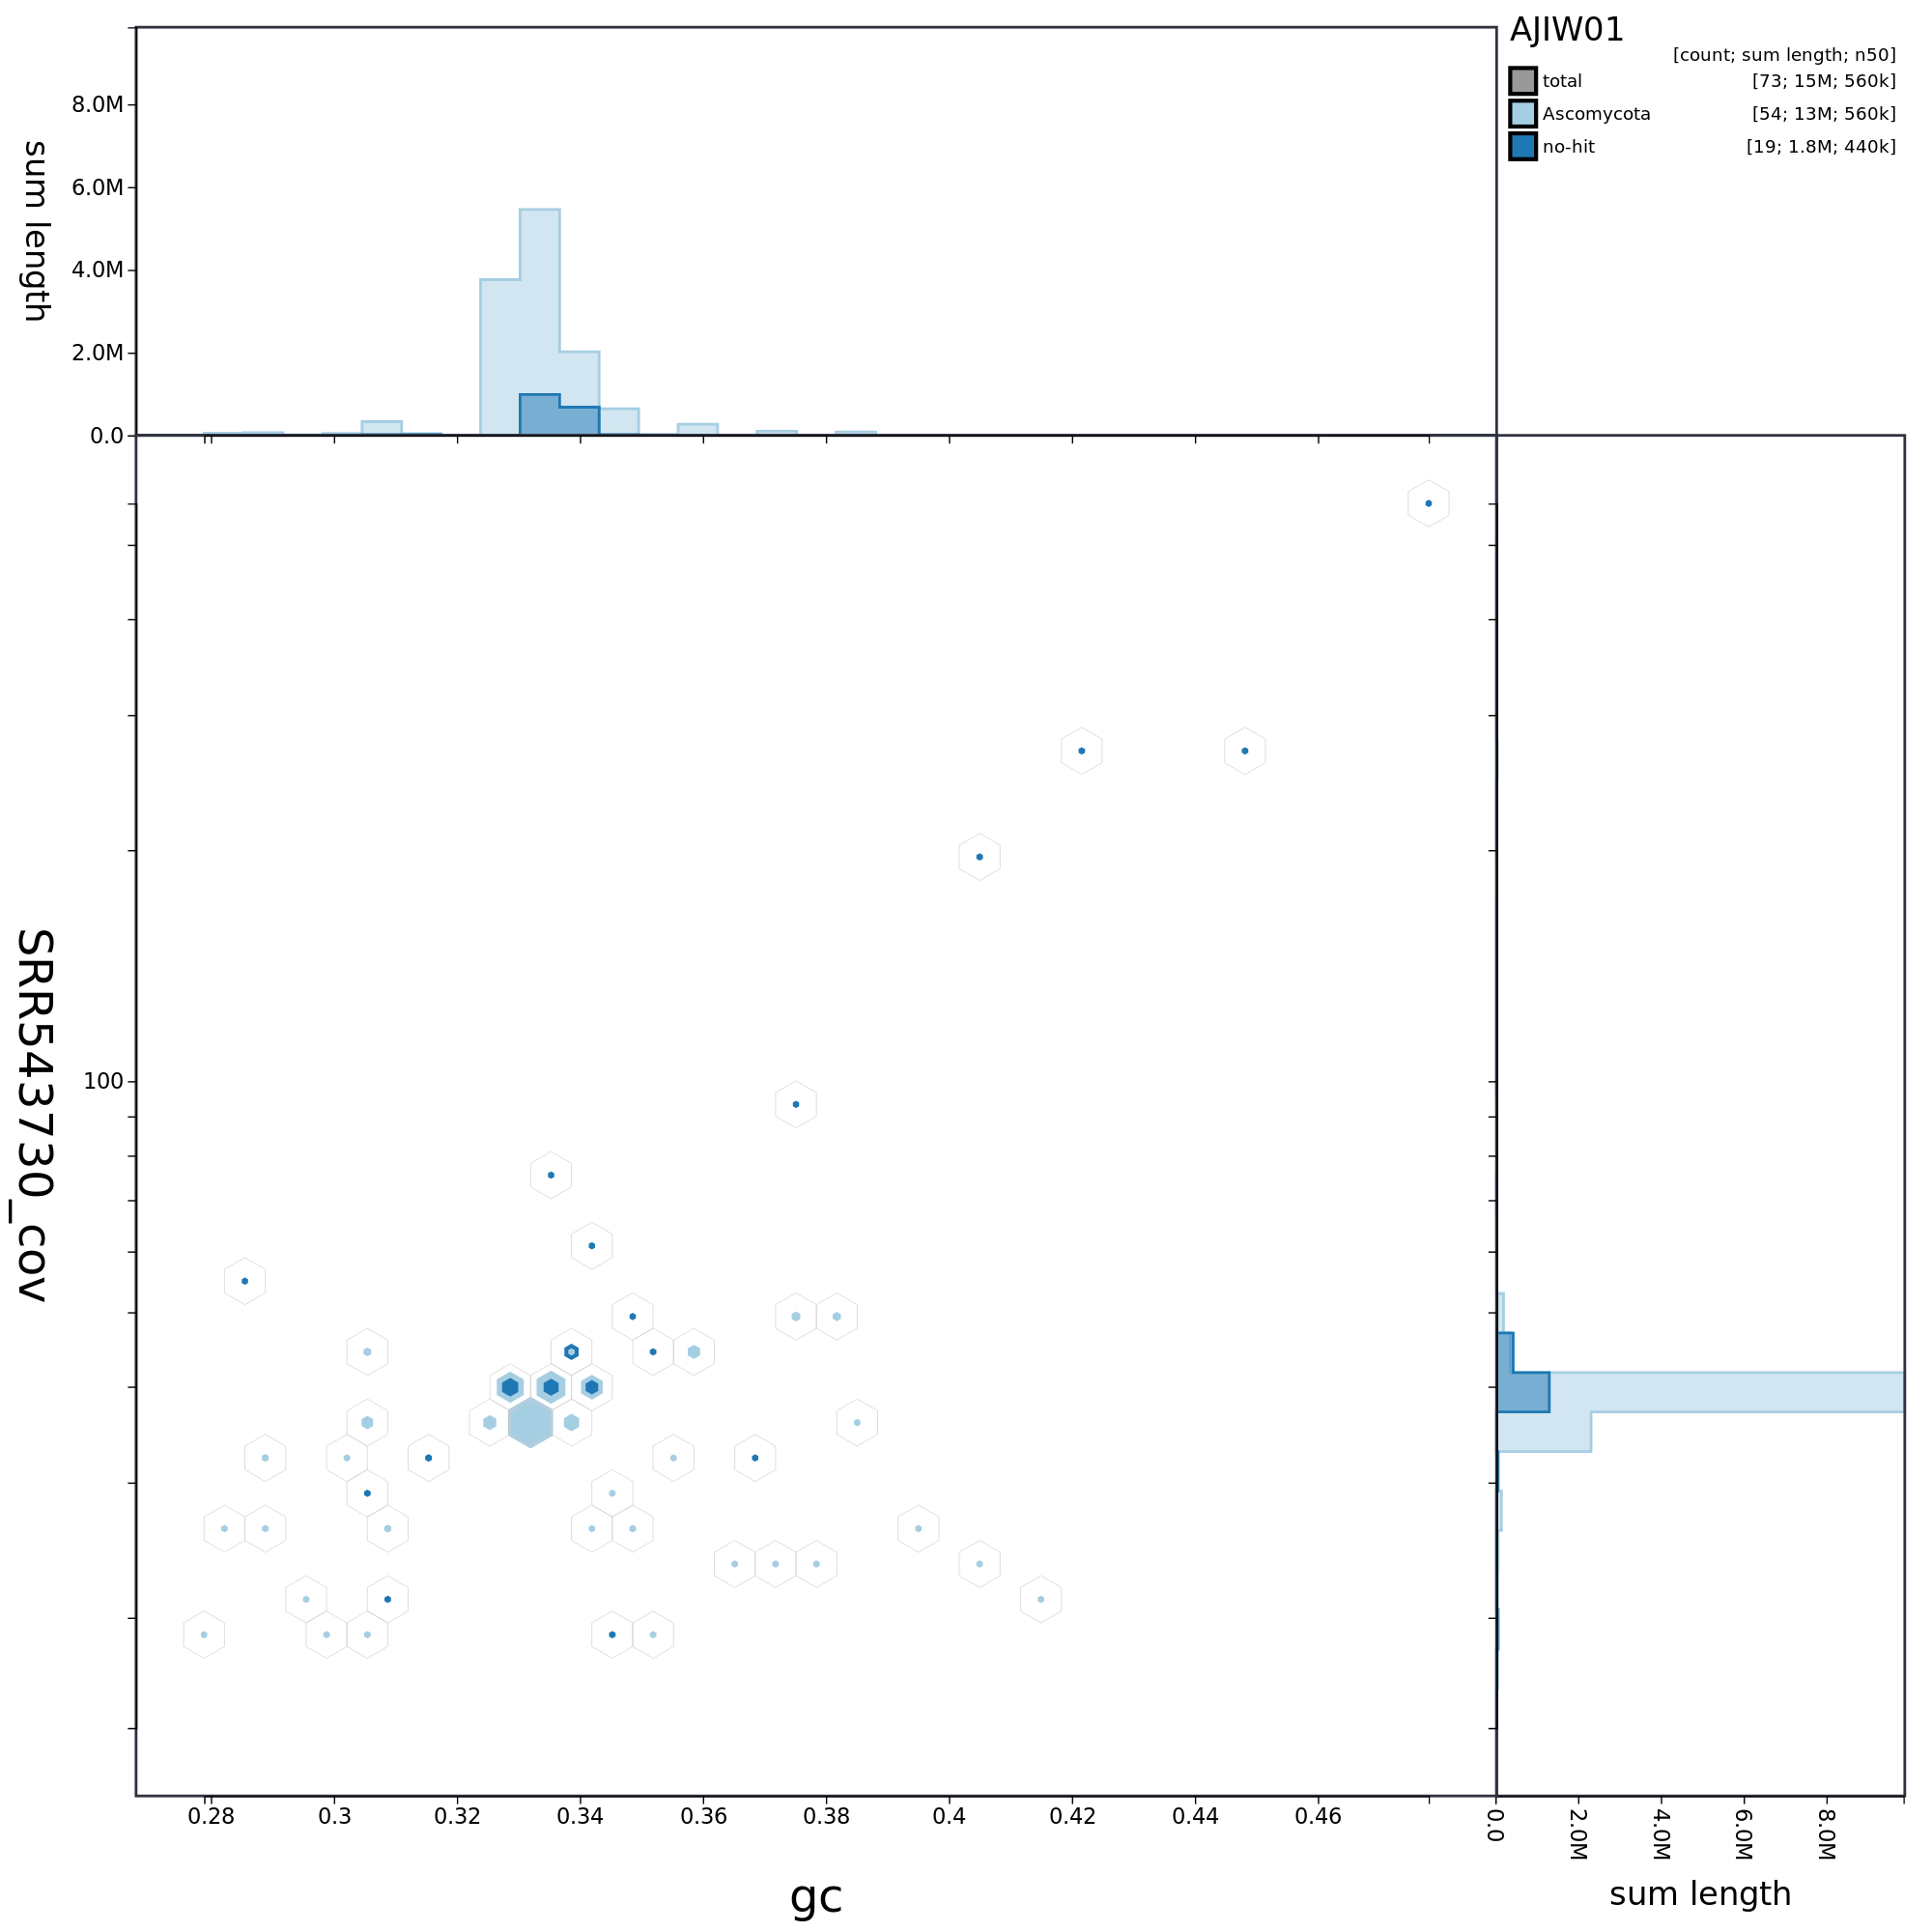 AJIW01
[count; sum length; n50]
total [73; 15M; 560k]
Ascomycota [54; 13M; 560k]
no-hit [19; 1.8M; 440k]
sum length
8.0M
6.0M
4.0M
2.0M
0.0
SRR543730_cov
100
0.28 0.3 0.32 0.34 0.36 0.38 0.4 0.42 0.44 0.46
gc
0.0 2.0M 4.0M 6.0M 8.0M
sum length